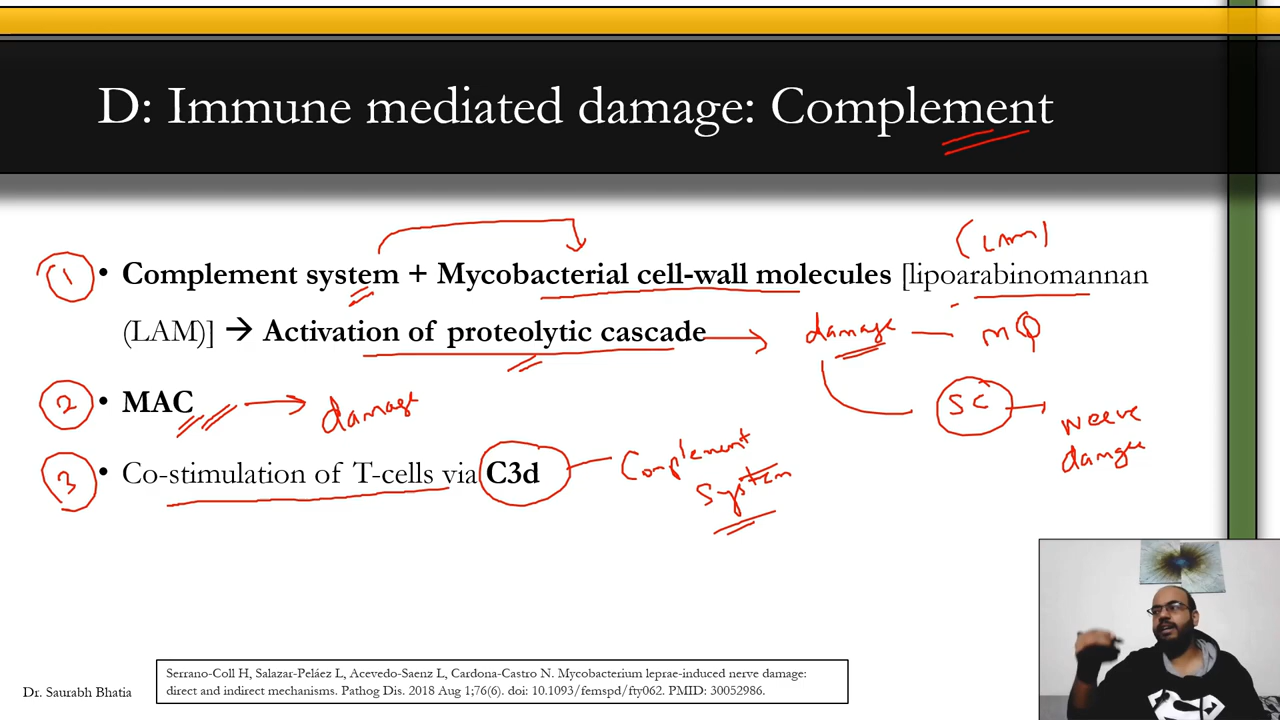 D: Immune mediated damage: Complement
(LAM)
1 • Complement system + Mycobacterial cell-wall molecules [lipoarabinomannan
(LAM)] → Activation of proteolytic cascade → damage — mφ
SC → Nerve
damage
2 • MAC → damage
3 • Co-stimulation of T-cells via C3d — Complement
System
Serrano-Coll H, Salazar-Peláez L, Acevedo-Saenz L, Cardona-Castro N. Mycobacterium leprae-induced nerve damage:
direct and indirect mechanisms. Pathog Dis. 2018 Aug 1;76(6). doi: 10.1093/femspd/fty062. PMID: 30052986.
Dr. Saurabh Bhatia